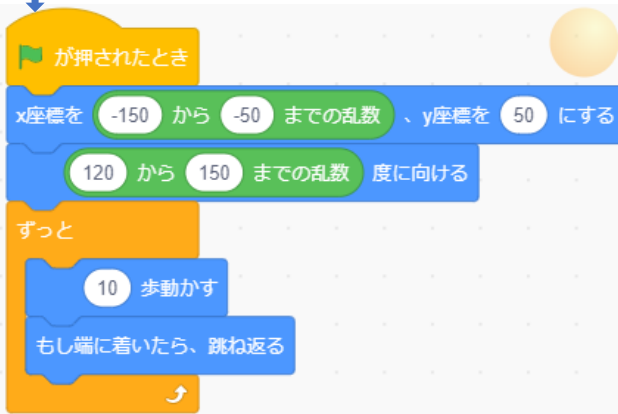 が押されたとき
x座標を -150 から -50 までの乱数 、y座標を 50 にする
120 から 150 までの乱数 度に向ける
ずっと
10 歩動かす
もし端に着いたら、跳ね返る